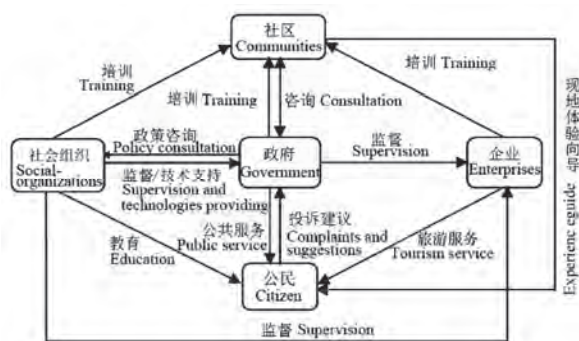 社区
Communities
培训
Training
培训 Training
咨询 Consultation
培训 Training
现地体验向导
Experienc eguide
政策咨询
Policy consultation
社会组织
Social-
organizations
政府
Government
监督
Supervision
企业
Enterprises
监督/技术支持
Supervision and
technologies providing
公共服务
Public service
投诉建议
Complaints and
suggestions
教育
Education
旅游服务
Tourism service
公民
Citizen
监督 Supervision